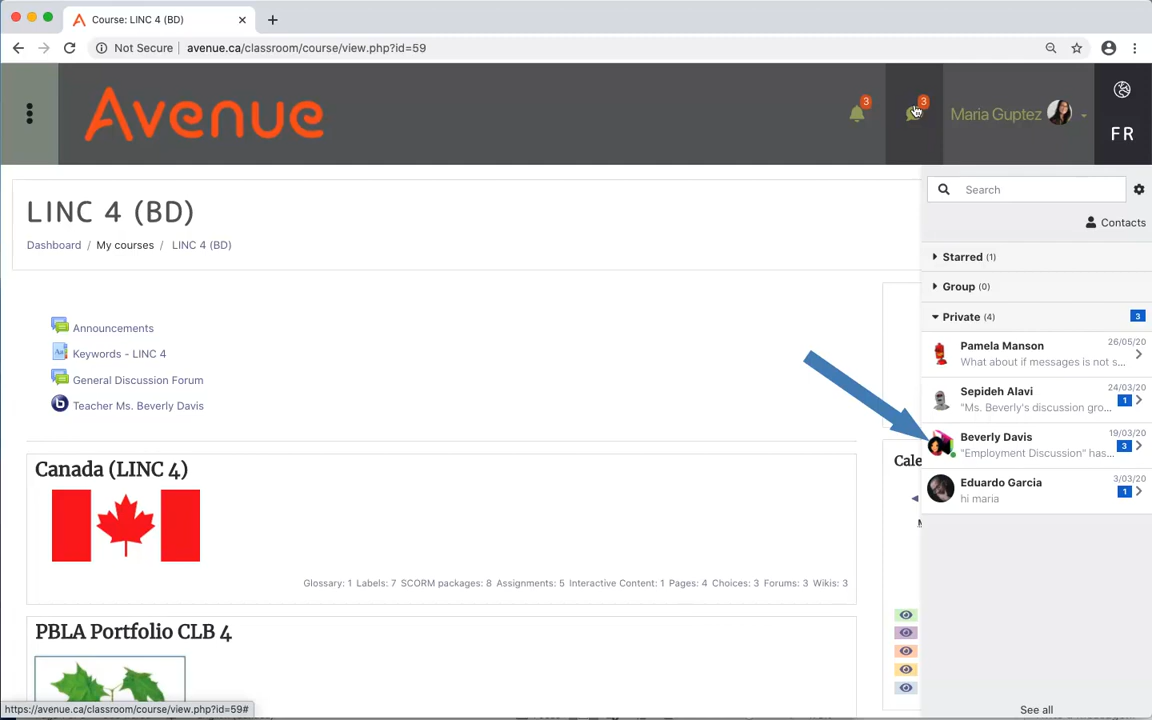 Course: LINC 4 (BD)
Not Secure avenue.ca/classroom/course/view.php?id=59
Avenue
3
3
Maria Guptez
FR
LINC 4 (BD)
Dashboard / My courses / LINC 4 (BD)
Announcements
Keywords - LINC 4
General Discussion Forum
Teacher Ms. Beverly Davis
Canada (LINC 4)
Glossary: 1 Labels: 7 SCORM packages: 8 Assignments: 5 Interactive Content: 1 Pages: 4 Choices: 3 Forums: 3 Wikis: 3
PBLA Portfolio CLB 4
Cale
M
Search
Contacts
Starred (1)
Group (0)
Private (4) 3
Pamela Manson 26/05/20
What about if messages is not s...
Sepideh Alavi 24/03/20
"Ms. Beverly's discussion gro... 1
Beverly Davis 19/03/20
"Employment Discussion" has... 3
Eduardo Garcia 3/03/20
hi maria 1
See all
https://avenue.ca/classroom/course/view.php?id=59#